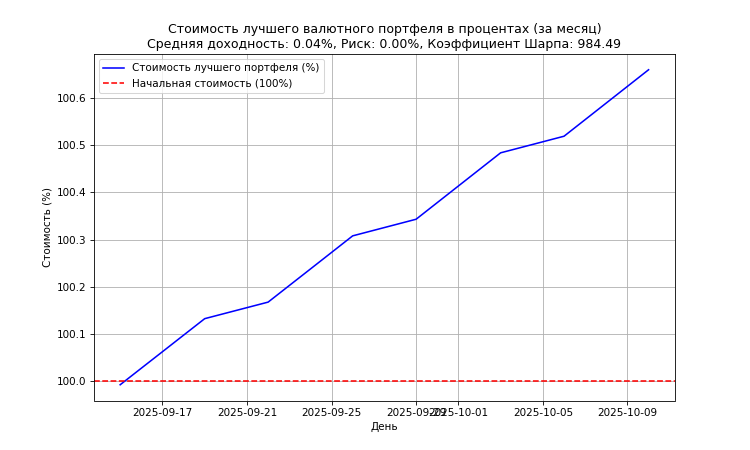 Стоимость лучшего валютного портфеля в процентах (за месяц)
Средняя доходность: 0.04%, Риск: 0.00%, Коэффициент Шарпа: 984.49
Стоимость лучшего портфеля (%)
Начальная стоимость (100%)
Стоимость (%)
100.6
100.5
100.4
100.3
100.2
100.1
100.0
2025-09-17
2025-09-21
2025-09-25
2025-09-29
2025-10-01
2025-10-05
2025-10-09
День